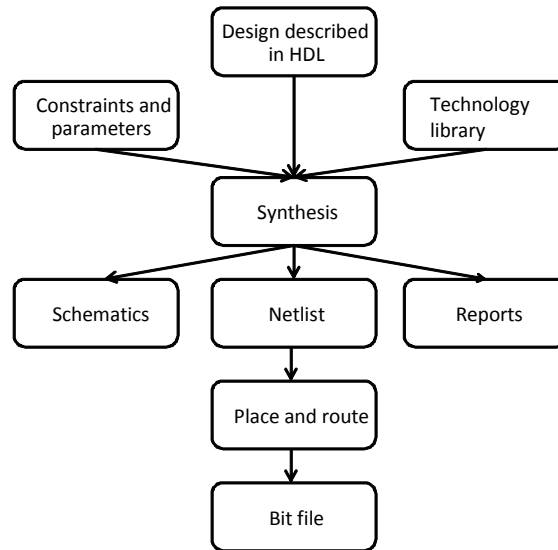 Design described
in HDL
Constraints and
parameters
Technology
library
Synthesis
Schematics
Netlist
Reports
Place and route
Bit file